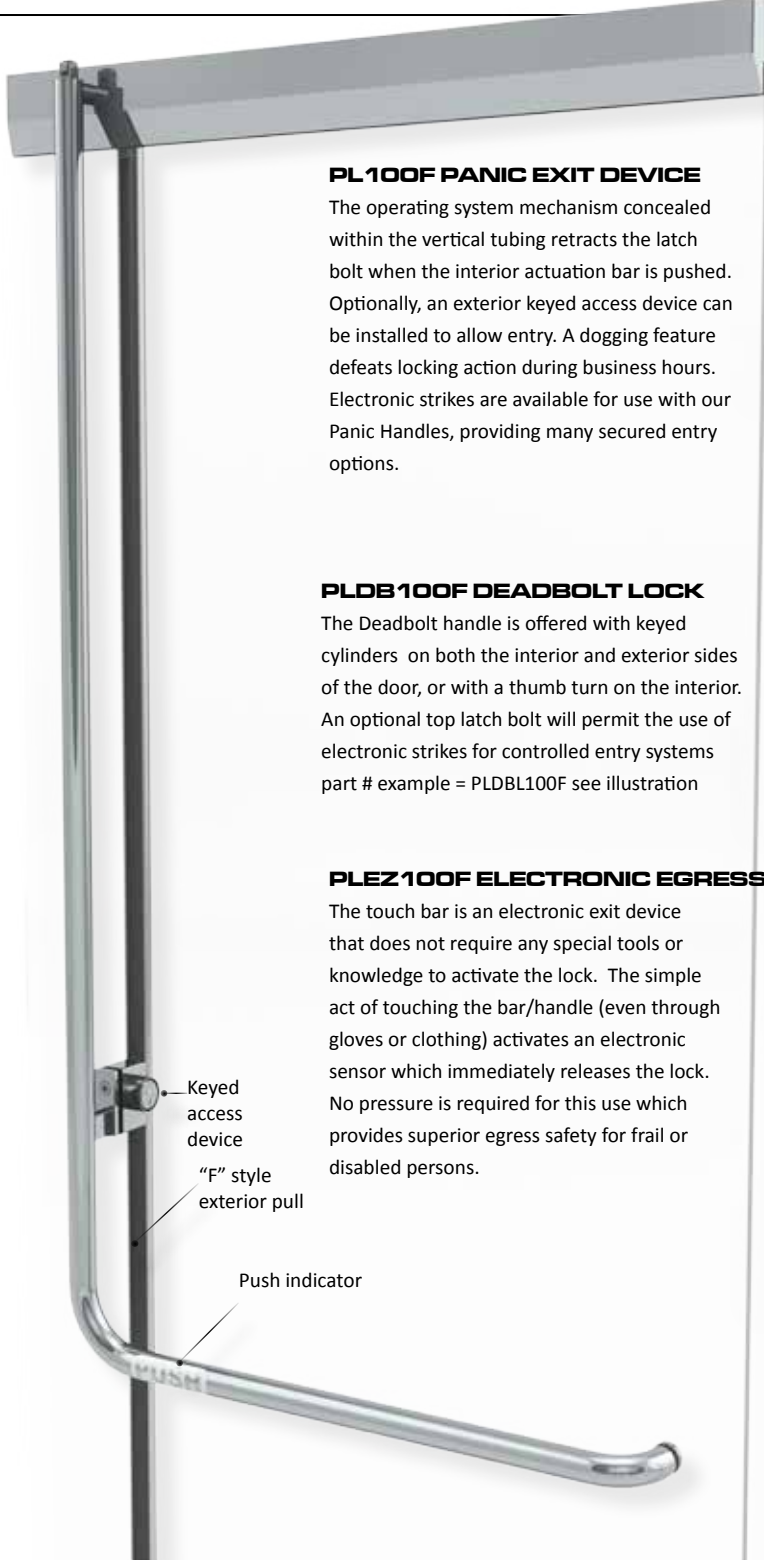 PL100F PANIC EXIT DEVICE
The operating system mechanism concealed
within the vertical tubing retracts the latch
bolt when the interior actuation bar is pushed.
Optionally, an exterior keyed access device can
be installed to allow entry. A dogging feature
defeats locking action during business hours.
Electronic strikes are available for use with our
Panic Handles, providing many secured entry
options.
PLDB100F DEADBOLT LOCK
The Deadbolt handle is offered with keyed
cylinders on both the interior and exterior sides
of the door, or with a thumb turn on the interior.
An optional top latch bolt will permit the use of
electronic strikes for controlled entry systems
part # example = PLDBL100F see illustration
PLEZ100F ELECTRONIC EGRESS
The touch bar is an electronic exit device
that does not require any special tools or
knowledge to activate the lock. The simple
act of touching the bar/handle (even through
gloves or clothing) activates an electronic
sensor which immediately releases the lock.
No pressure is required for this use which
provides superior egress safety for frail or
disabled persons.
Keyed
access
device
“F” style
exterior pull
Push indicator
PUSH